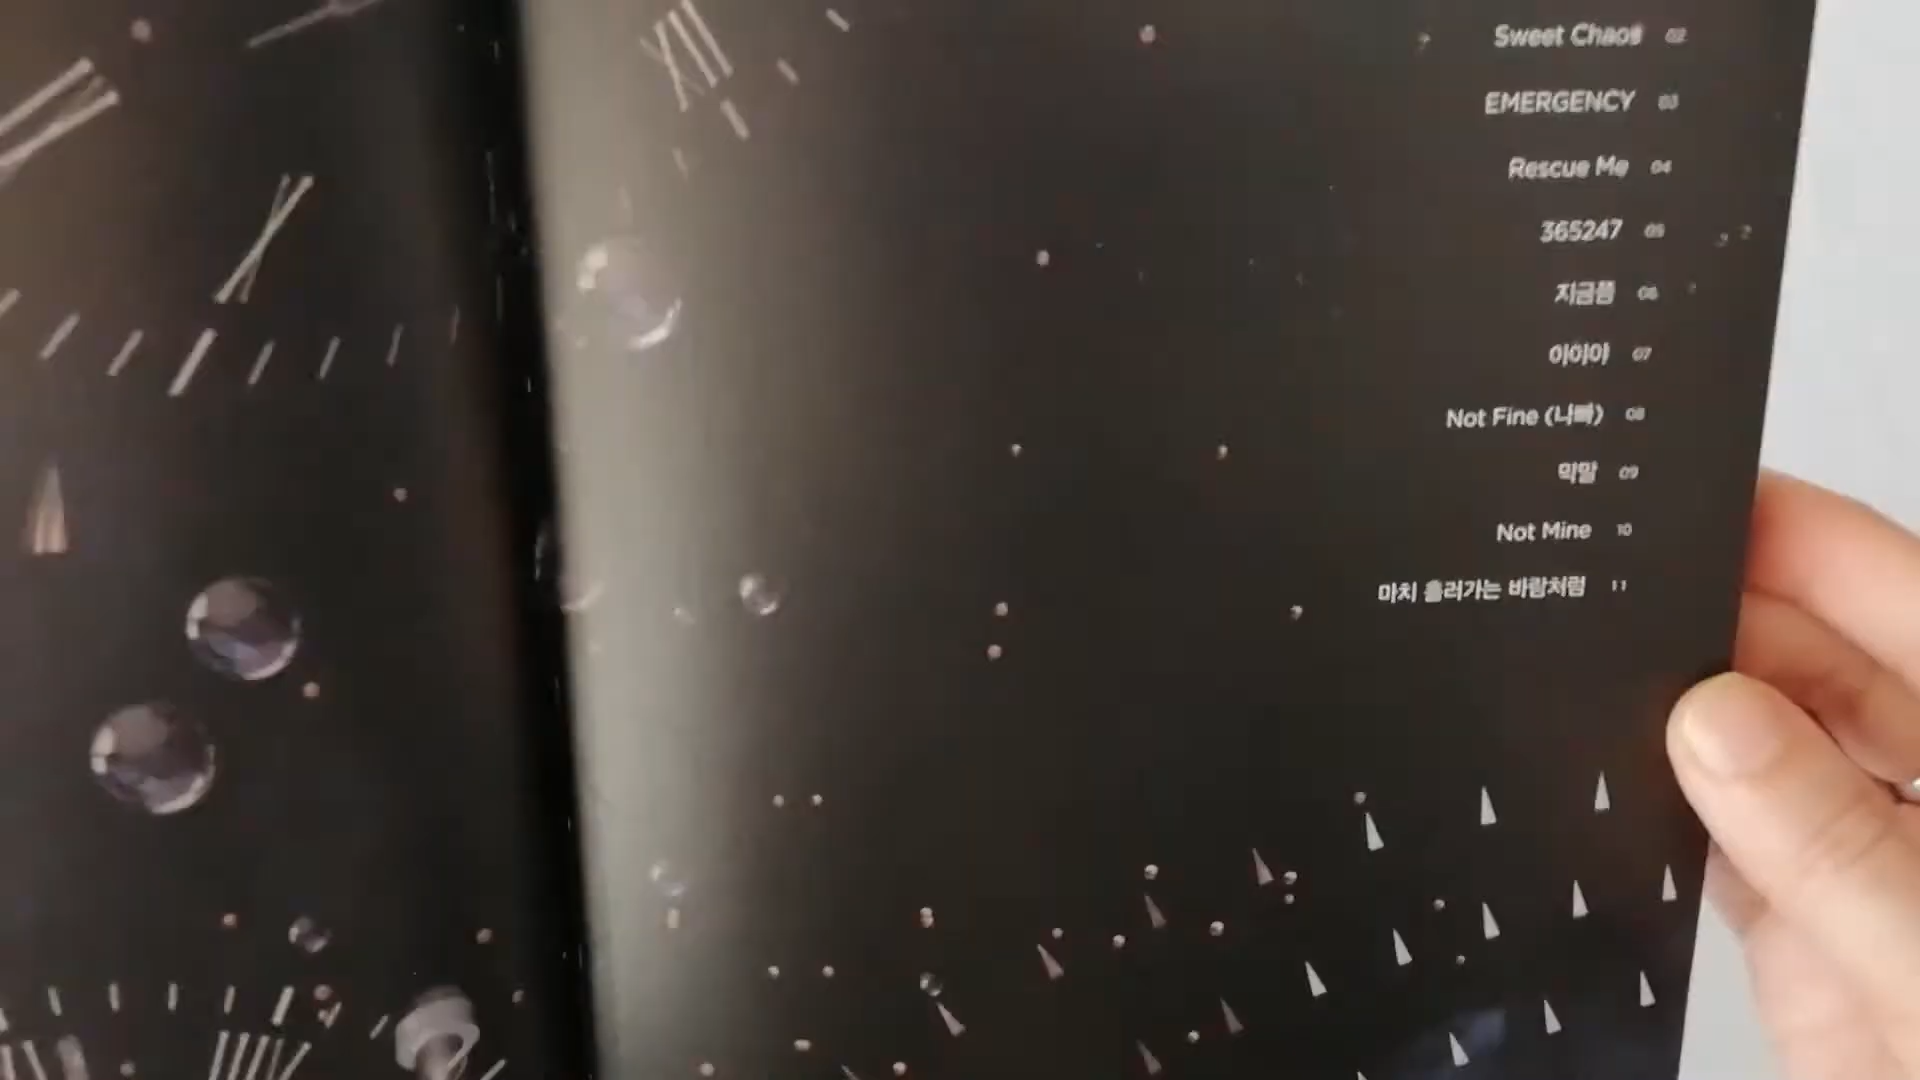 XII
Sweet Chaos 02
EMERGENCY 03
Rescue Me 04
365247 05
지금쯤 06
이이야 07
Not Fine (나빠) 08
막말 09
Not Mine 10
마치 흘러가는 바람처럼 11